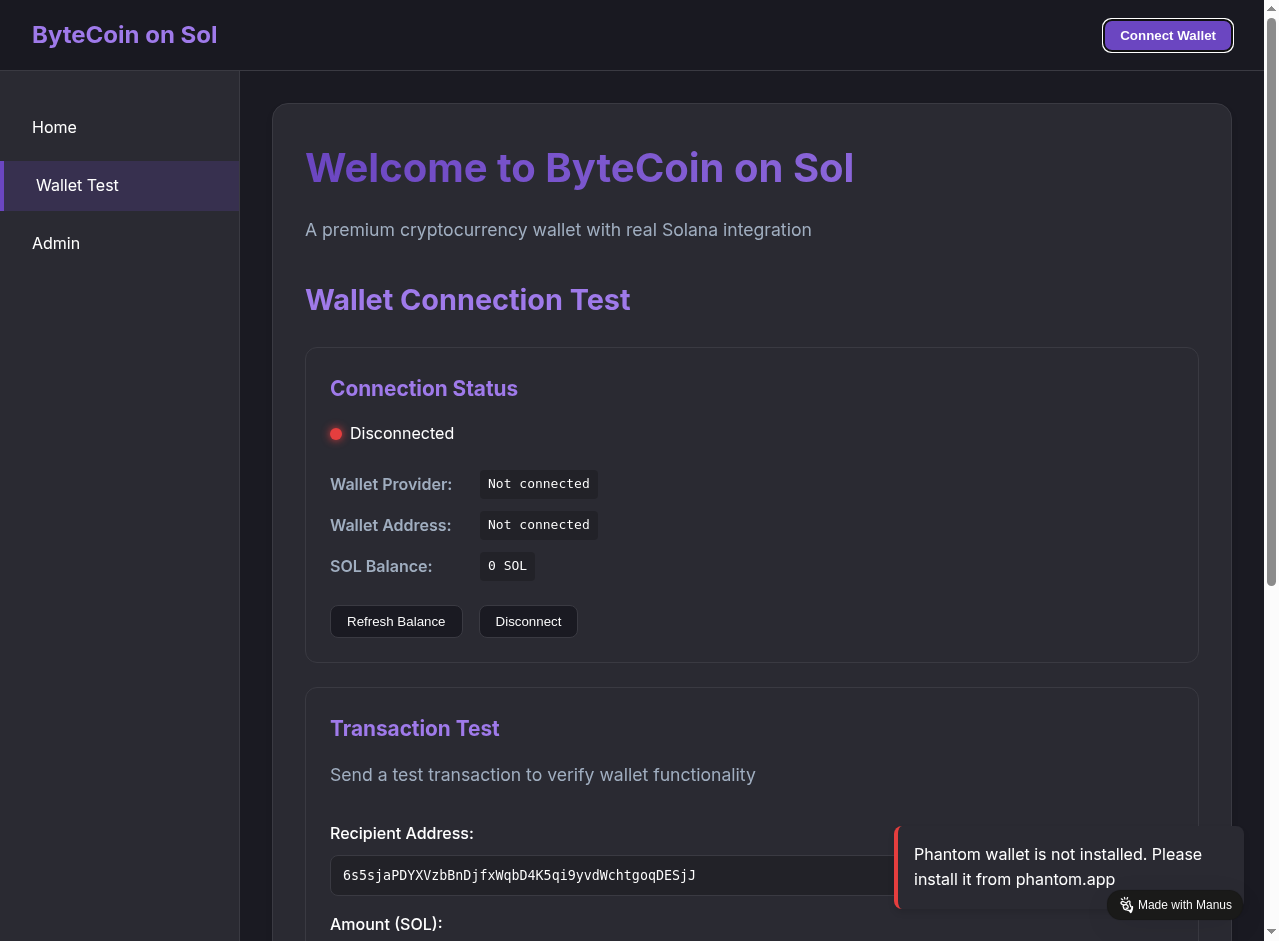 ByteCoin on Sol
Connect Wallet
Home
Wallet Test
Admin
Welcome to ByteCoin on Sol
A premium cryptocurrency wallet with real Solana integration
Wallet Connection Test
Connection Status
Disconnected
Wallet Provider: Not connected
Wallet Address: Not connected
SOL Balance: 0 SOL
Refresh Balance Disconnect
Transaction Test
Send a test transaction to verify wallet functionality
Recipient Address:
6s5sjaPDYXVzbBnDjfxWqbD4K5qi9yvdWchtgoqDESjJ
Amount (SOL):
Phantom wallet is not installed. Please
install it from phantom.app
Made with Manus